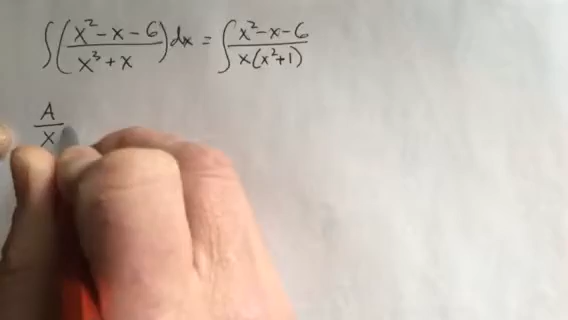 ∫(x²-x-6/x³+x)dx = ∫x²-x-6/x(x²+1)
A/x